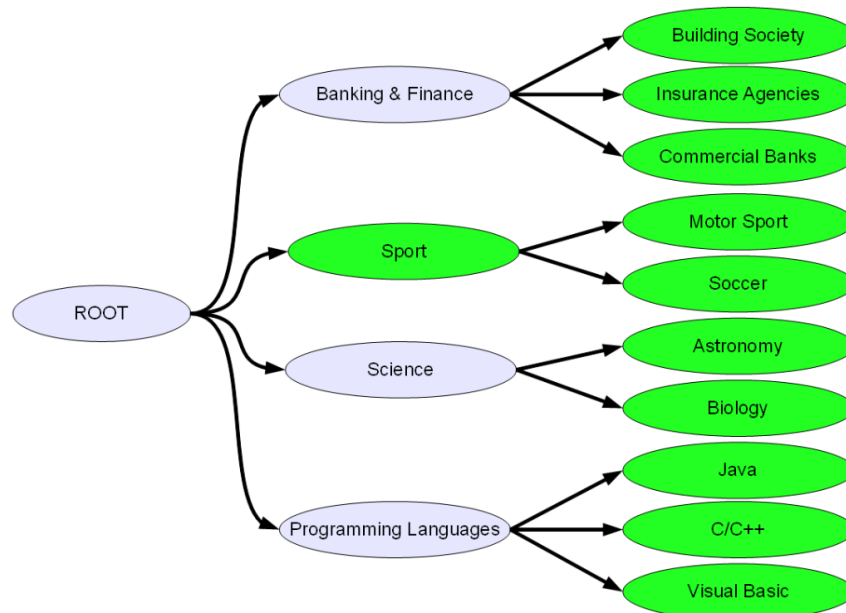 Building Society
Banking & Finance
Insurance Agencies
Commercial Banks
Motor Sport
Sport
Soccer
ROOT
Astronomy
Science
Biology
Java
Programming Languages
C/C++
Visual Basic